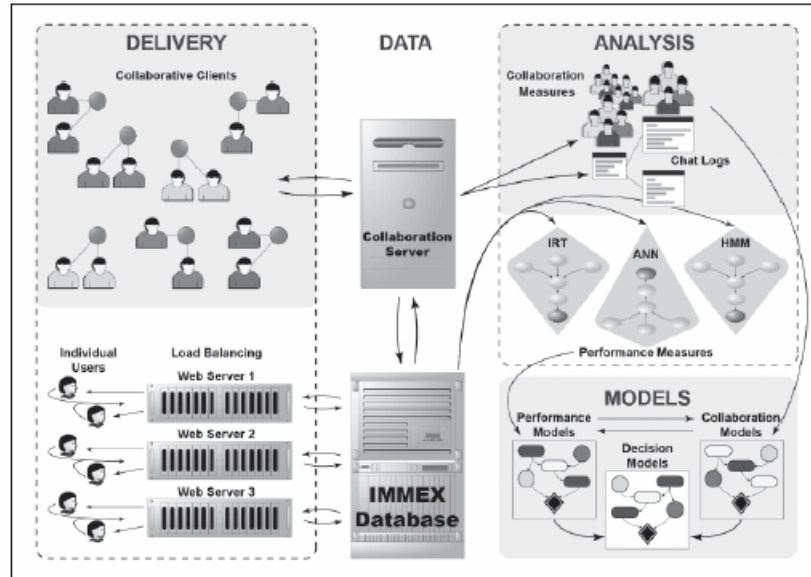 DELIVERY
DATA
ANALYSIS
Collaborative Clients
Collaboration
Measures
Chat Logs
Collaboration
Server
IRT
ANN
HMM
Performance Measures
Individual
Users
Load Balancing
Web Server 1
Web Server 2
Web Server 3
IMMEX
Database
MODELS
Performance
Models
Collaboration
Models
Decision
Models